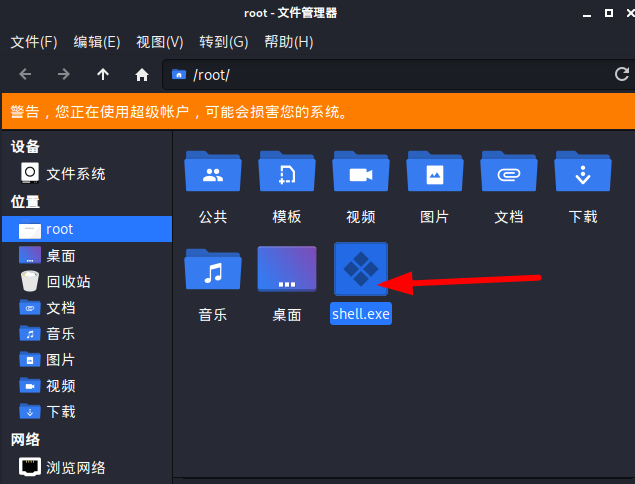 root - 文件管理器
文件(F) 编辑(E) 视图(V) 转到(G) 帮助(H)
/root/
警告，您正在使用超级帐户，可能会损害您的系统。
设备
文件系统
位置
root
桌面
回收站
文档
音乐
图片
视频
下载
网络
浏览网络
公共 模板 视频 图片 文档 下载
音乐 桌面 shell.exe